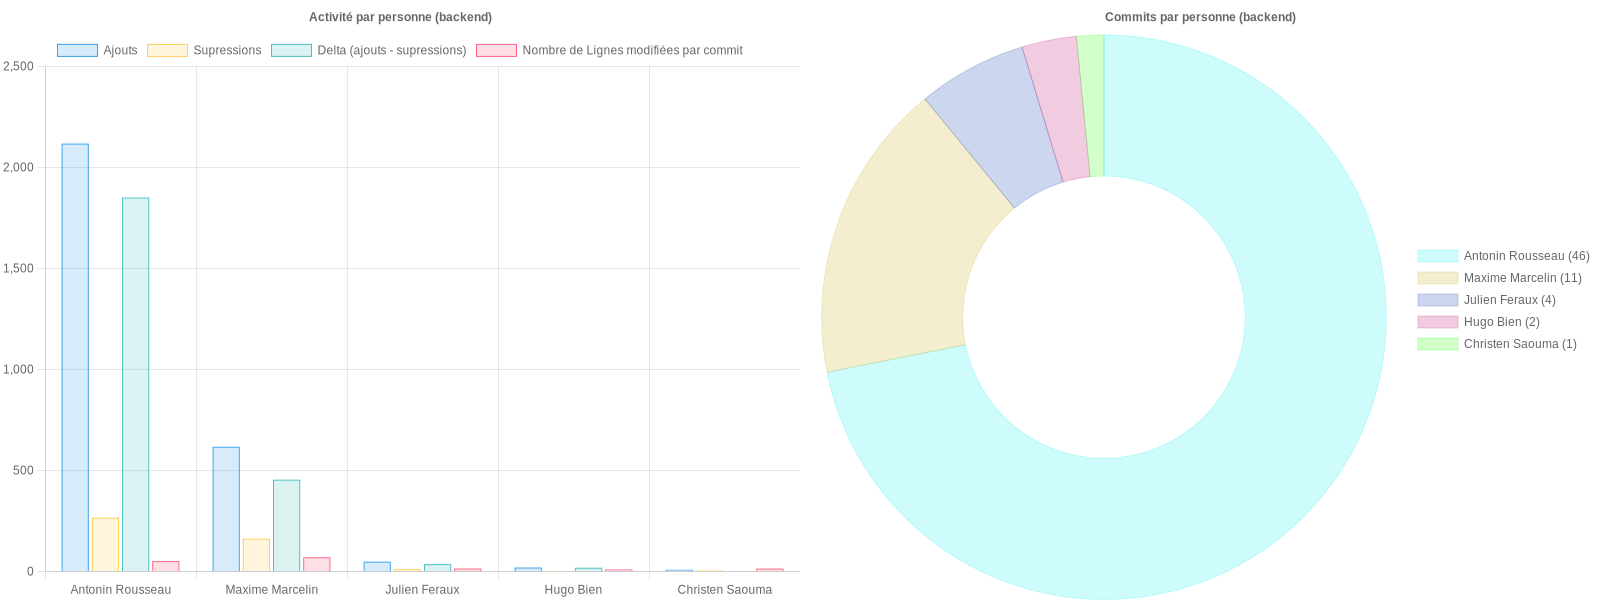 Activité par personne (backend)
Ajouts
Supressions
Delta (ajouts - supressions)
Nombre de Lignes modifiées par commit
2,500
2,000
1,500
1,000
500
0
Antonin Rousseau
Maxime Marcelin
Julien Feraux
Hugo Bien
Christen Saouma
Commits par personne (backend)
Antonin Rousseau (46)
Maxime Marcelin (11)
Julien Feraux (4)
Hugo Bien (2)
Christen Saouma (1)